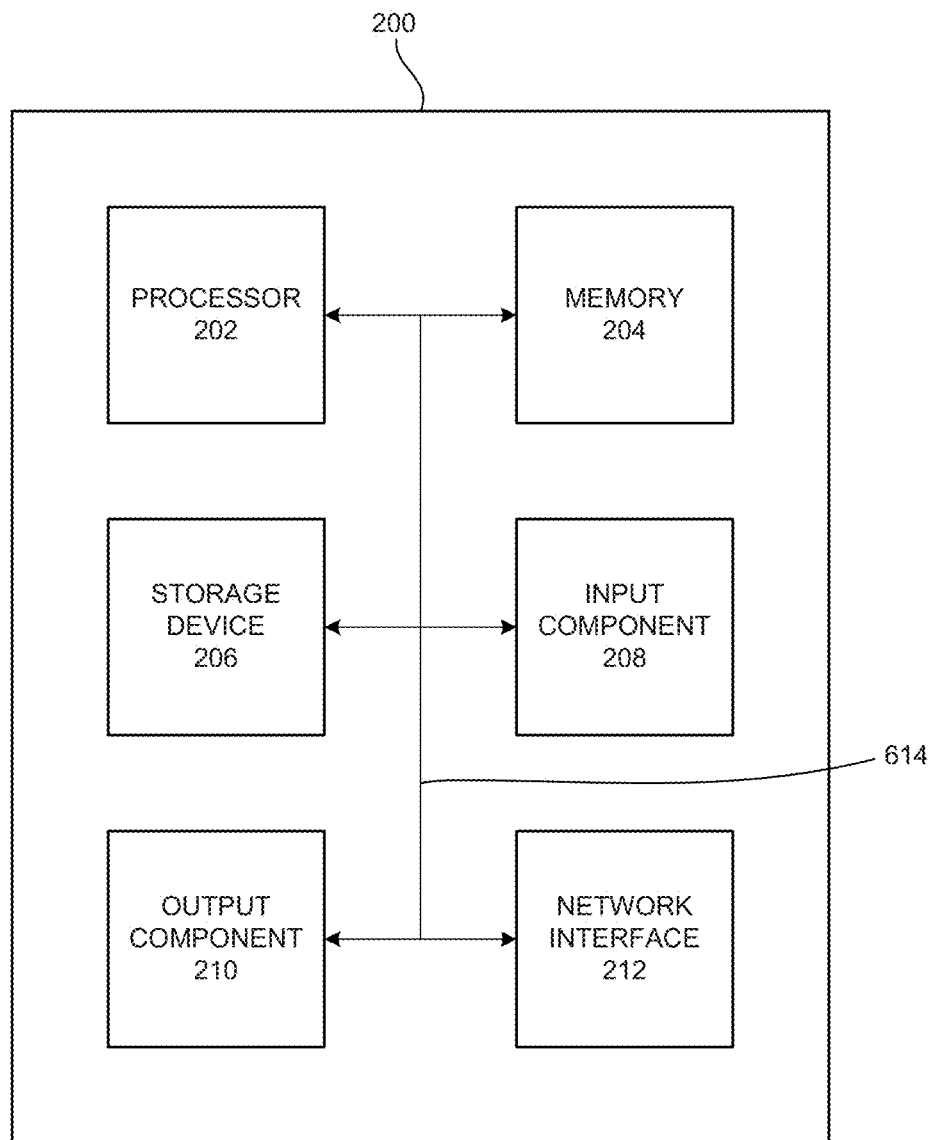 200
PROCESSOR
202
MEMORY
204
STORAGE
DEVICE
206
INPUT
COMPONENT
208
614
OUTPUT
COMPONENT
210
NETWORK
INTERFACE
212